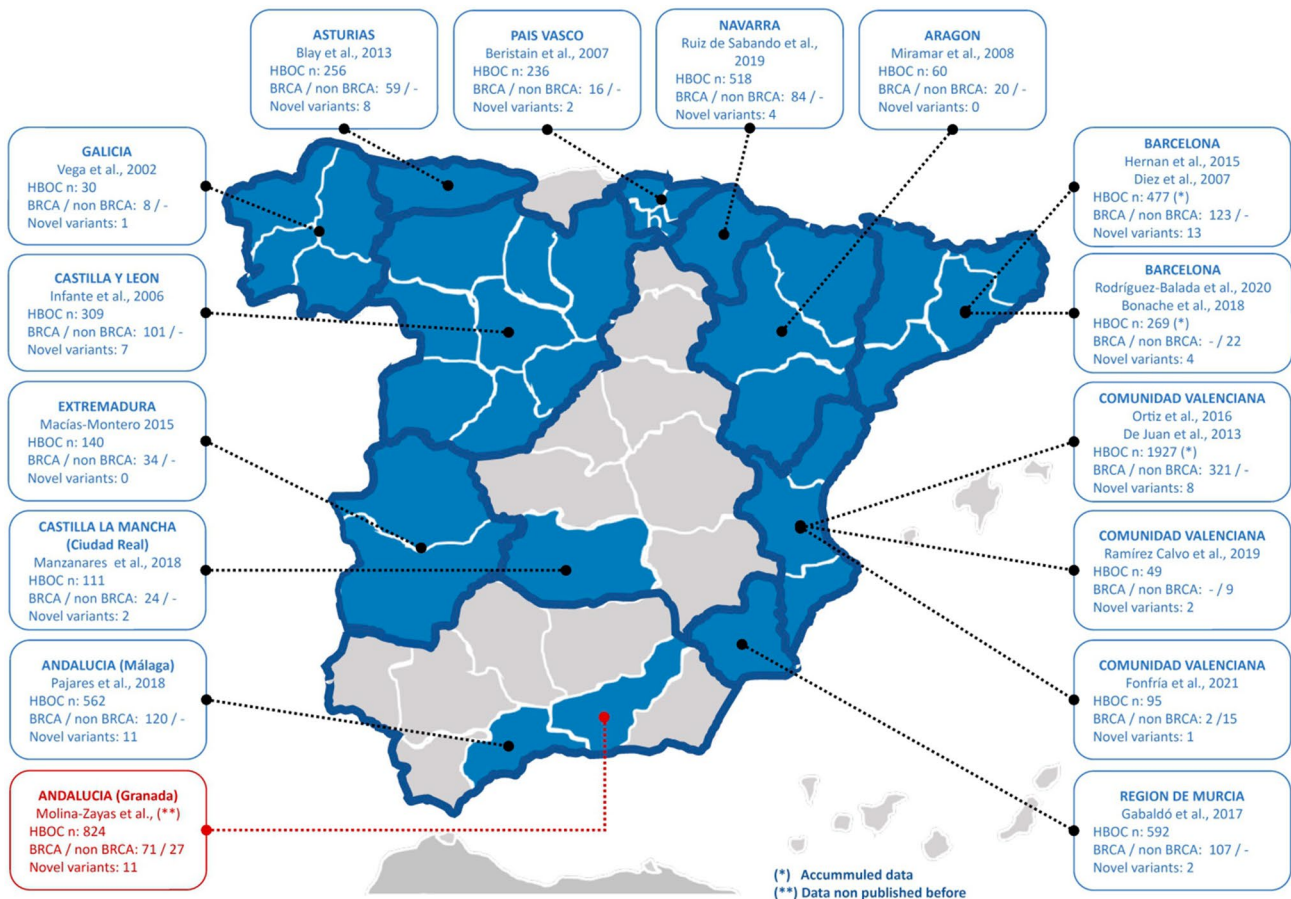 ASTURIAS
Blay et al., 2013
HBOC n: 256
BRCA / non BRCA: 59 / -
Novel variants: 8
PAIS VASCO
Beristain et al., 2007
HBOC n: 236
BRCA / non BRCA: 16 / -
Novel variants: 2
NAVARRA
Ruiz de Sabando et al.,
2019
HBOC n: 518
BRCA / non BRCA: 84 / -
Novel variants: 4
ARAGON
Miramar et al., 2008
HBOC n: 60
BRCA / non BRCA: 20 / -
Novel variants: 0
GALICIA
Vega et al., 2002
HBOC n: 30
BRCA / non BRCA: 8 / -
Novel variants: 1
CASTILLA Y LEON
Infante et al., 2006
HBOC n: 309
BRCA / non BRCA: 101 / -
Novel variants: 7
EXTREMADURA
Macías-Montero 2015
HBOC n: 140
BRCA / non BRCA: 34 / -
Novel variants: 0
CASTILLA LA MANCHA
(Ciudad Real)
Manzanares et al., 2018
HBOC n: 111
BRCA / non BRCA: 24 / -
Novel variants: 2
ANDALUCIA (Málaga)
Pajares et al., 2018
HBOC n: 562
BRCA / non BRCA: 120 / -
Novel variants: 11
ANDALUCIA (Granada)
Molina-Zayas et al., (**)
HBOC n: 824
BRCA / non BRCA: 71 / 27
Novel variants: 11
BARCELONA
Hernan et al., 2015
Diez et al., 2007
HBOC n: 477 (*)
BRCA / non BRCA: 123 / -
Novel variants: 13
BARCELONA
Rodríguez-Balada et al., 2020
Bonache et al., 2018
HBOC n: 269 (*)
BRCA / non BRCA: - / 22
Novel variants: 4
COMUNIDAD VALENCIANA
Ortiz et al., 2016
De Juan et al., 2013
HBOC n: 1927 (*)
BRCA / non BRCA: 321 / -
Novel variants: 8
COMUNIDAD VALENCIANA
Ramírez Calvo et al., 2019
HBOC n: 49
BRCA / non BRCA: - / 9
Novel variants: 2
COMUNIDAD VALENCIANA
Fonfría et al., 2021
HBOC n: 95
BRCA / non BRCA: 2 /15
Novel variants: 1
REGION DE MURCIA
Gabaldó et al., 2017
HBOC n: 592
BRCA / non BRCA: 107 / -
Novel variants: 2
(*) Accummuled data
(**) Data non published before